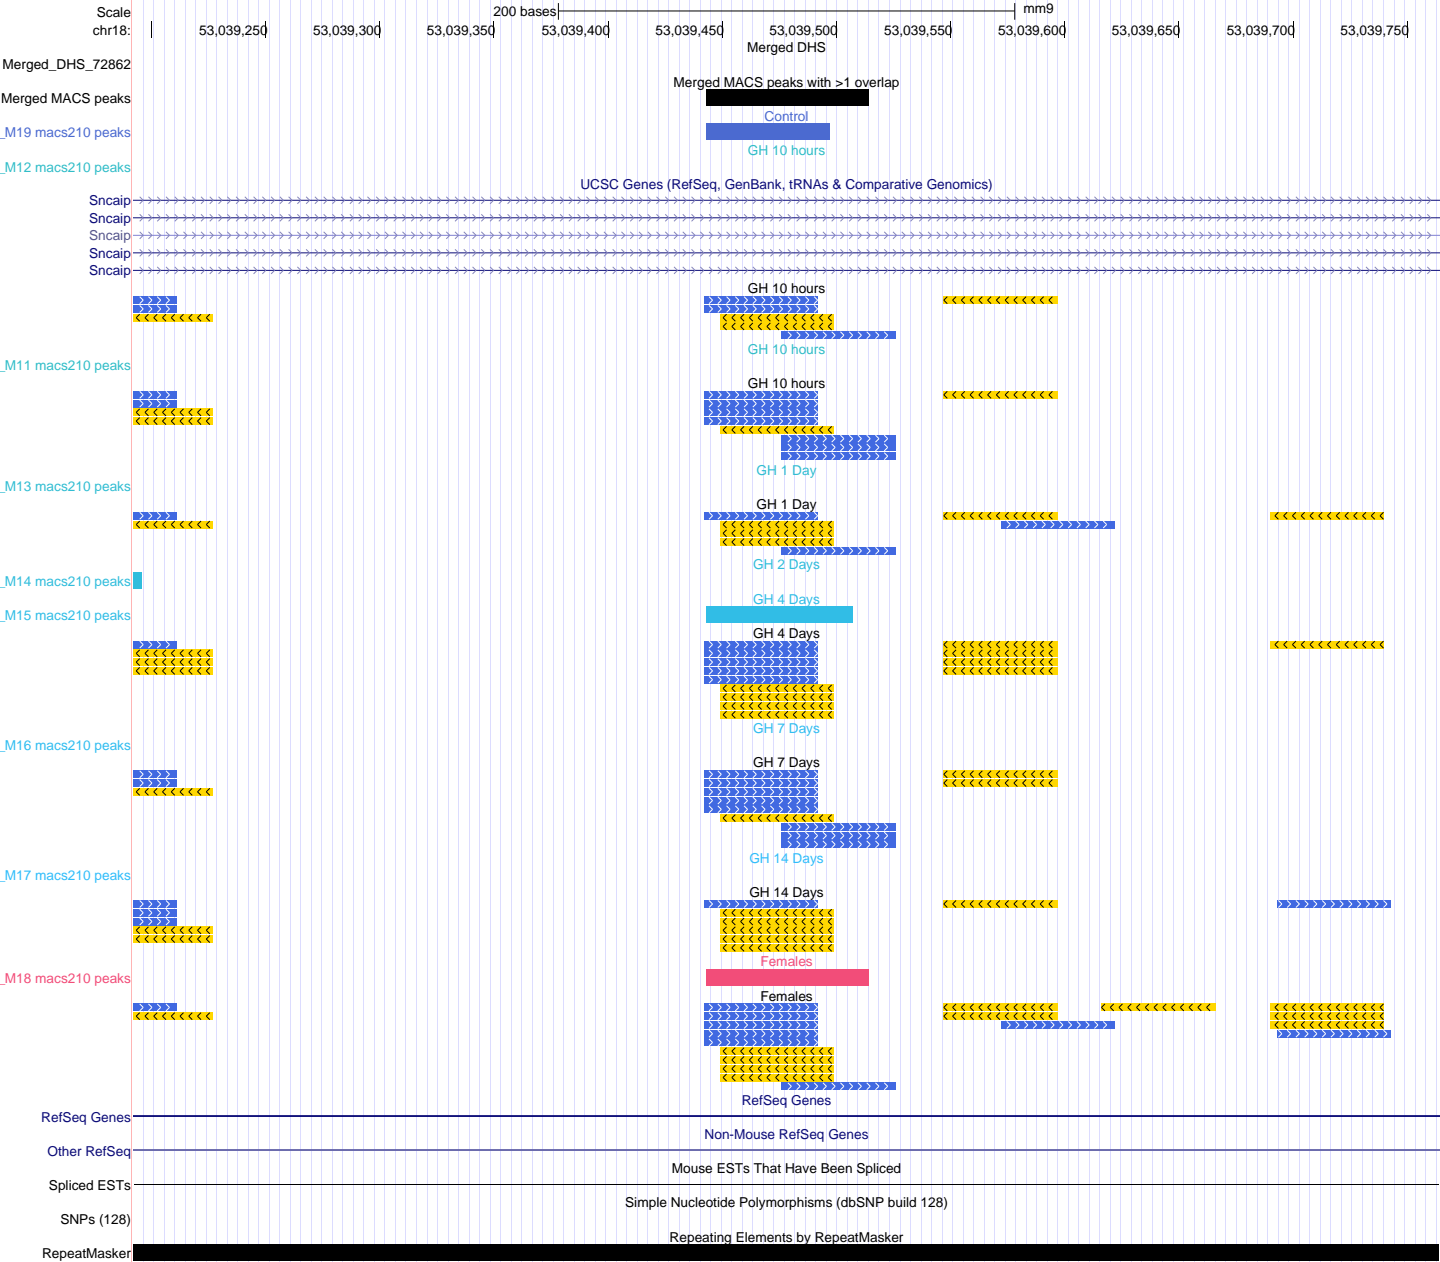 Scale 200 bases mm9
chr18: 53,039,250 53,039,300 53,039,350 53,039,400 53,039,450 53,039,500 53,039,550 53,039,600 53,039,650 53,039,700 53,039,750
Merged DHS
Merged_DHS_72862
Merged MACS peaks with >1 overlap
Merged MACS peaks
Control
_M19 macs210 peaks
GH 10 hours
_M12 macs210 peaks
UCSC Genes (RefSeq, GenBank, tRNAs & Comparative Genomics)
Sncaip
Sncaip
Sncaip
Sncaip
Sncaip
GH 10 hours
GH 10 hours
_M11 macs210 peaks
GH 10 hours
GH 1 Day
_M13 macs210 peaks
GH 1 Day
GH 2 Days
_M14 macs210 peaks
GH 4 Days
_M15 macs210 peaks
GH 4 Days
GH 7 Days
_M16 macs210 peaks
GH 7 Days
GH 14 Days
_M17 macs210 peaks
GH 14 Days
Females
_M18 macs210 peaks
Females
RefSeq Genes
RefSeq Genes
Non-Mouse RefSeq Genes
Other RefSeq
Mouse ESTs That Have Been Spliced
Spliced ESTs
Simple Nucleotide Polymorphisms (dbSNP build 128)
SNPs (128)
Repeating Elements by RepeatMasker
RepeatMasker